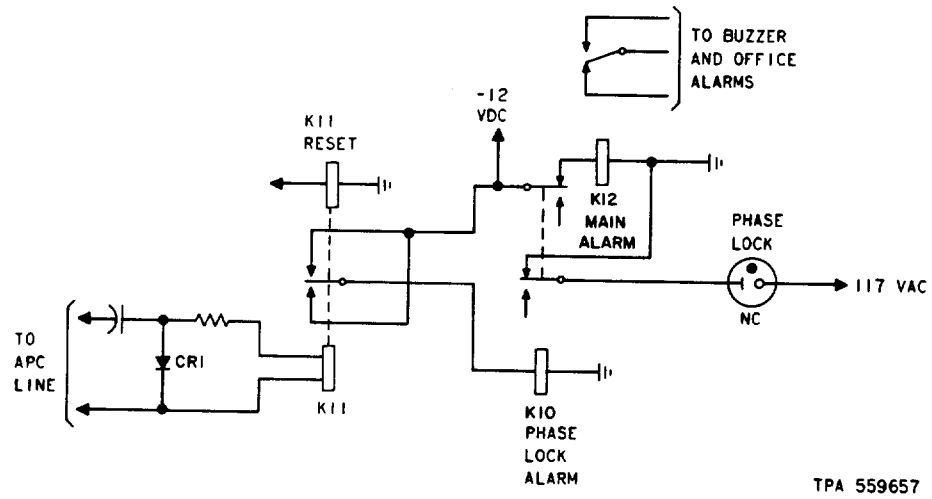 TO BUZZER
AND OFFICE
ALARMS
-12
VDC
K11
RESET
K12
MAIN
ALARM
PHASE
LOCK
117 VAC
NC
TO
APC
LINE
CR1
K11
K10
PHASE
LOCK
ALARM
TPA 559657